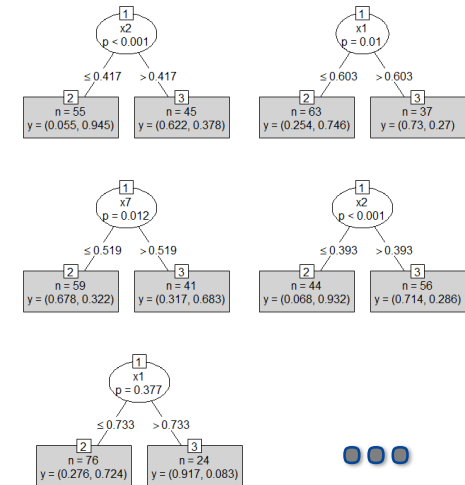 1
x2
p < 0.001
≤ 0.417 > 0.417
2
n = 55
y = (0.055, 0.945)
3
n = 45
y = (0.622, 0.378)
1
x1
p = 0.01
≤ 0.603 > 0.603
2
n = 63
y = (0.254, 0.746)
3
n = 37
y = (0.73, 0.27)
1
x7
p = 0.012
≤ 0.519 > 0.519
2
n = 59
y = (0.678, 0.322)
3
n = 41
y = (0.317, 0.683)
1
x2
p < 0.001
≤ 0.393 > 0.393
2
n = 44
y = (0.068, 0.932)
3
n = 56
y = (0.714, 0.286)
1
x1
p = 0.377
≤ 0.733 > 0.733
2
n = 76
y = (0.276, 0.724)
3
n = 24
y = (0.917, 0.083)